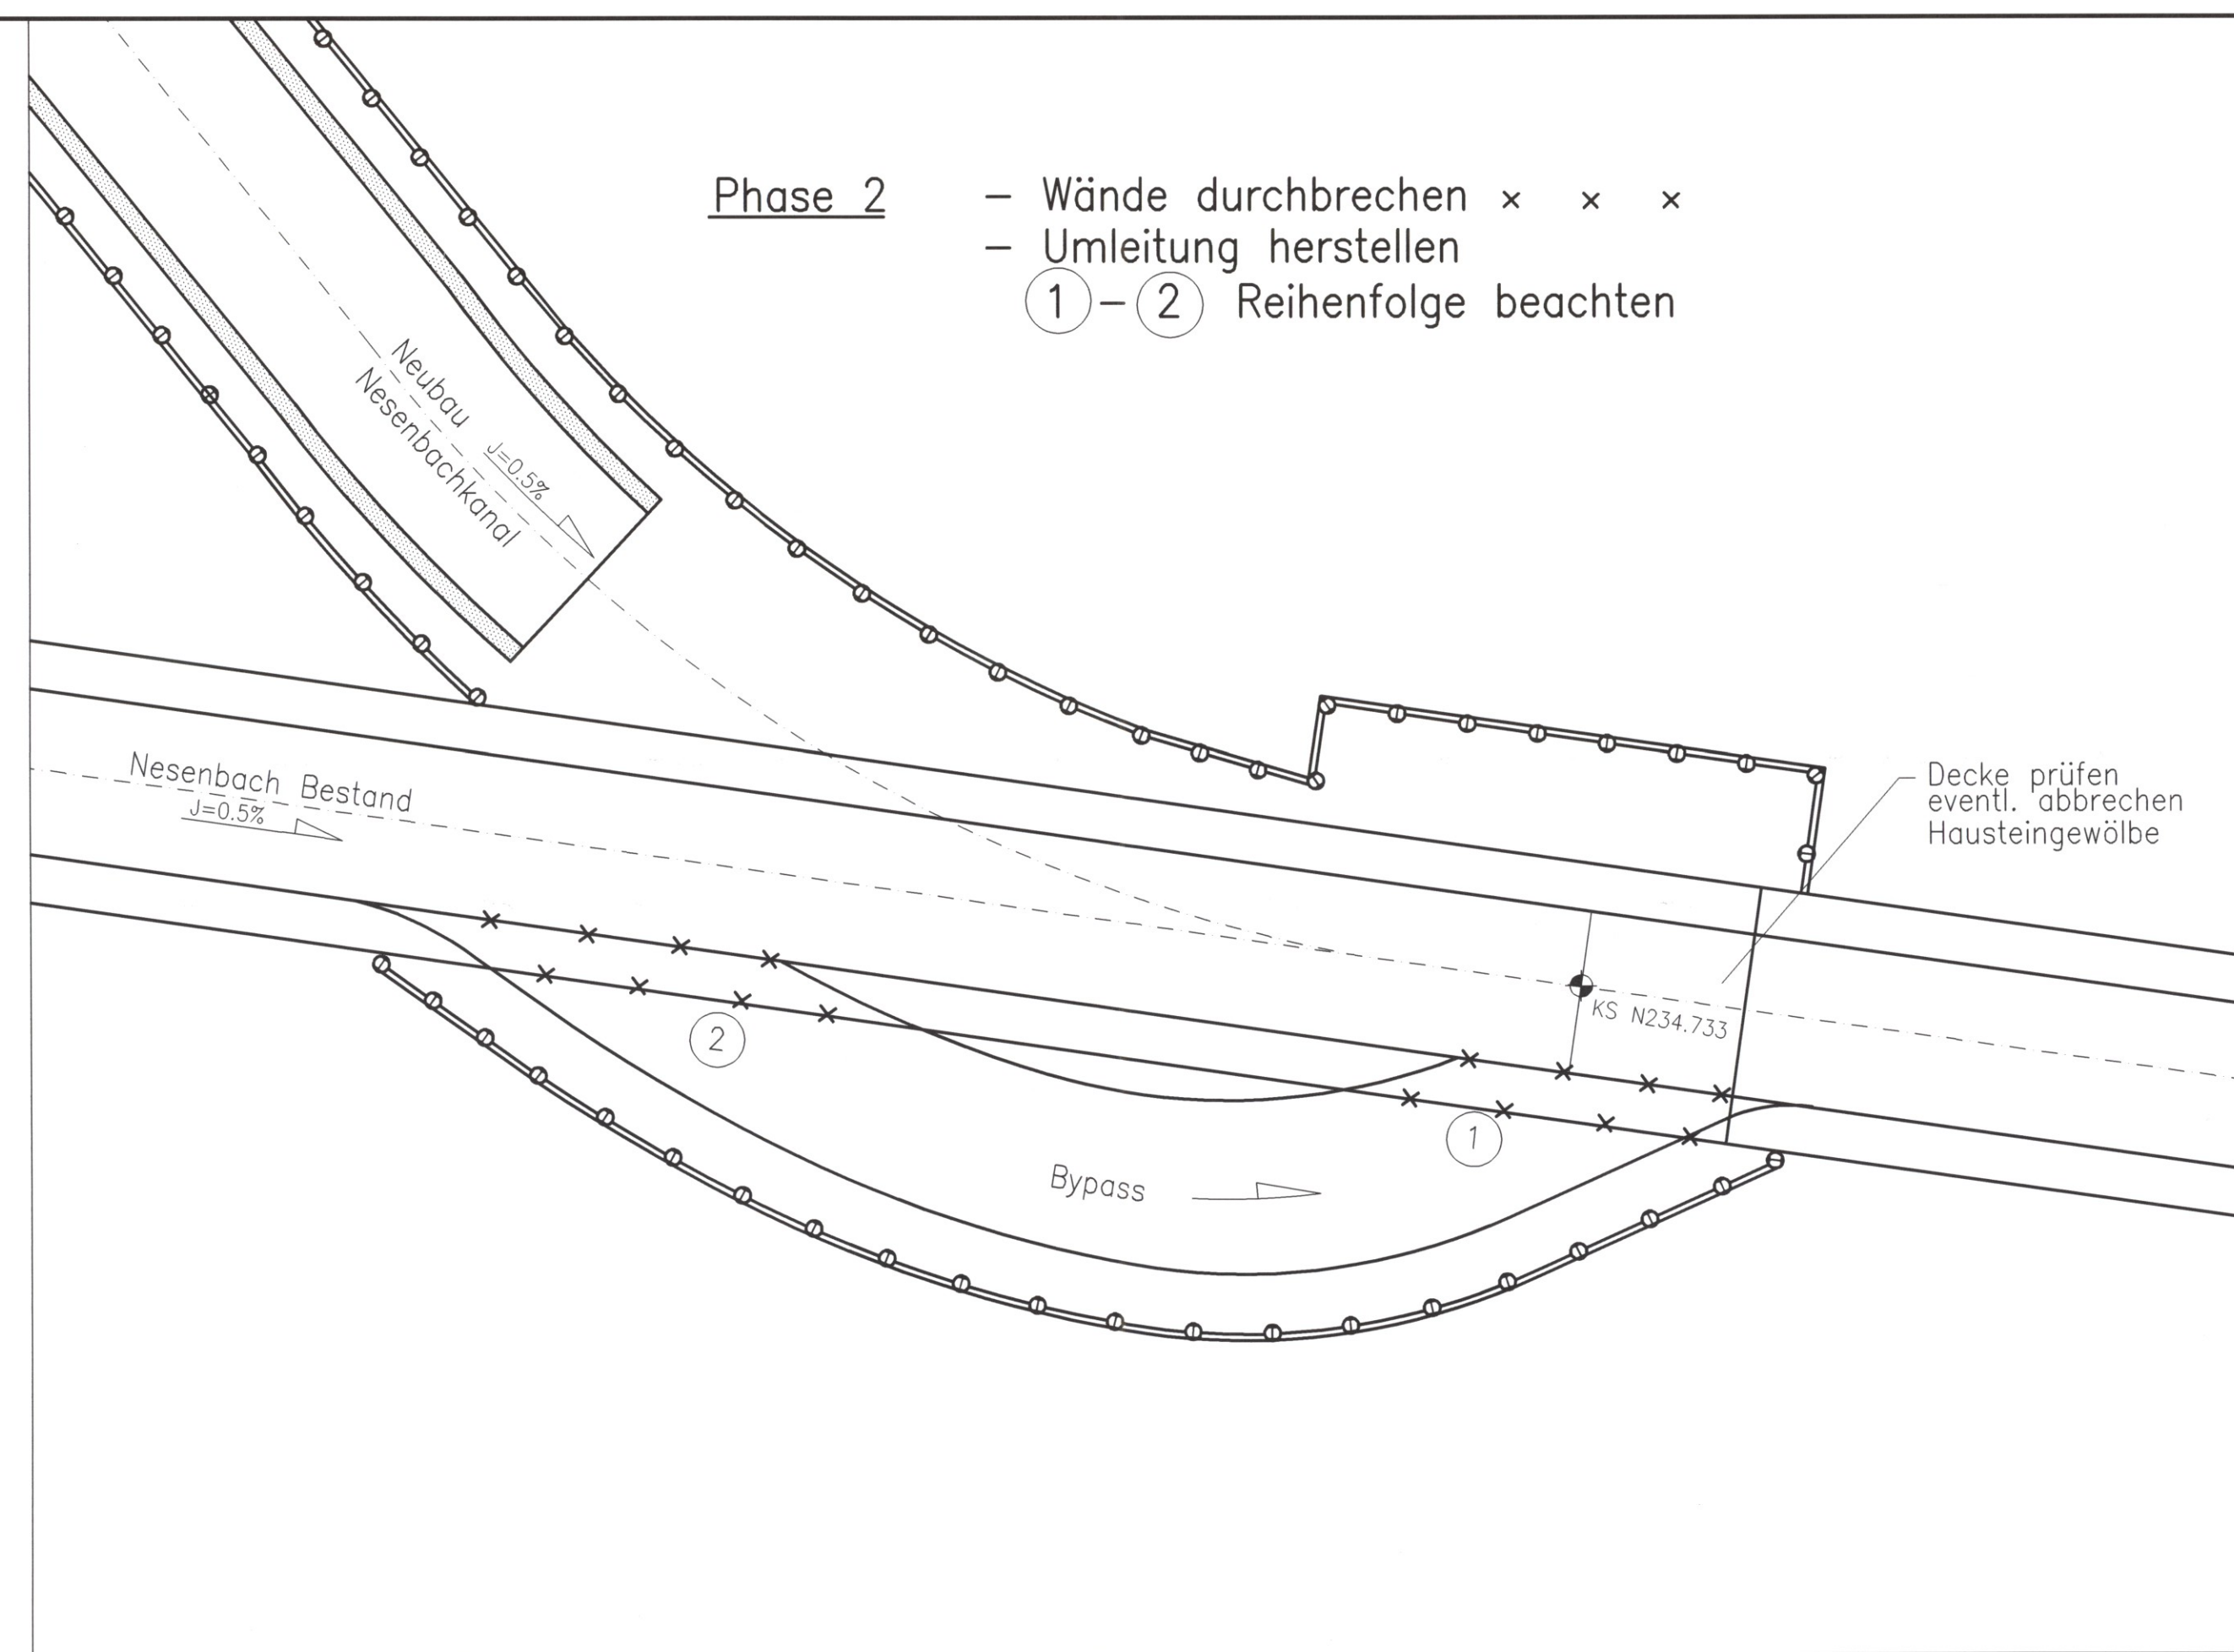 Phase 2
– Wände durchbrechen × × ×
– Umleitung herstellen
1 – 2 Reihenfolge beachten
Neubau
Nesenbachkanal
J=0.5%
Nesenbach Bestand
J=0.5%
Decke prüfen
eventl. abbrechen
Hausteingewölbe
KS N234.733
2
1
Bypass